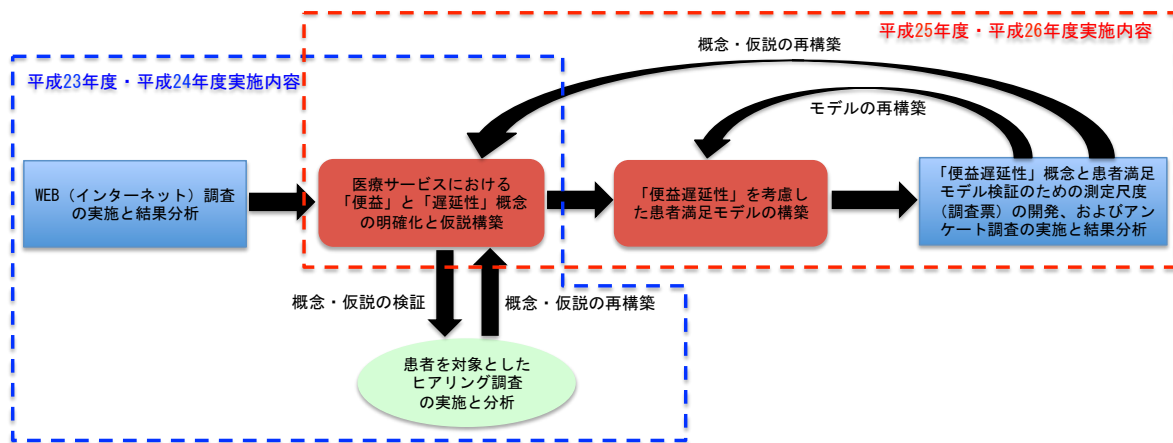 平成25年度・平成26年度実施内容
概念・仮説の再構築
平成23年度・平成24年度実施内容
モデルの再構築
WEB（インターネット）調査
の実施と結果分析
医療サービスにおける
「便益」と「遅延性」概念
の明確化と仮説構築
「便益遅延性」を考慮し
た患者満足モデルの構築
「便益遅延性」概念と患者満足
モデル検証のための測定尺度
（調査票）の開発、およびアン
ケート調査の実施と結果分析
概念・仮説の検証
概念・仮説の再構築
患者を対象とした
ヒアリング調査
の実施と分析